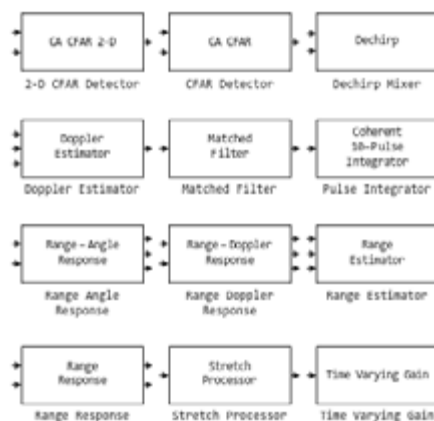 CA CFAR 2-D
CA CFAR
Dechirp
2-D CFAR Detector
CFAR Detector
Dechirp Mixer
Doppler
Estimator
Matched
Filter
Coherent
10-Pulse
Integrator
Doppler Estimator
Matched Filter
Pulse Integrator
Range-Angle
Response
Range-Doppler
Response
Range
Estimator
Range Angle
Response
Range Doppler
Response
Range Estimator
Range
Response
Stretch
Processor
Time Varying Gain
Range Response
Stretch Processor
Time Varying Gain